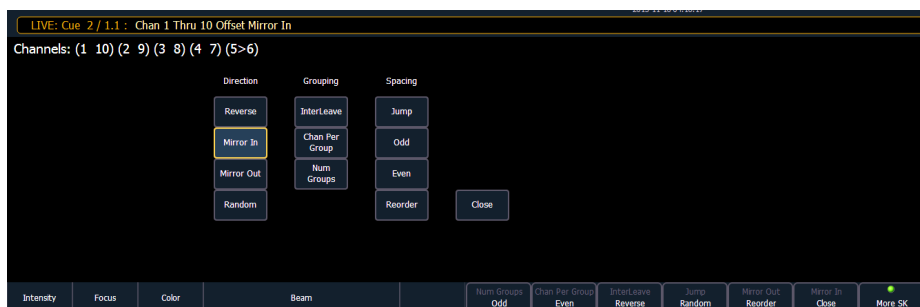 LIVE: Cue 2 / 1.1 : Chan 1 Thru 10 Offset Mirror In
Channels: (1 10) (2 9) (3 8) (4 7) (5>6)
Direction Grouping Spacing
Reverse InterLeave Jump
Mirror In Chan Per Group Odd
Mirror Out Num Groups Even
Random Reorder Close
Num Groups Chan Per Group InterLeave Jump Mirror Out Mirror In
Intensity Focus Color Beam Odd Even Reverse Random Reorder Close More SK